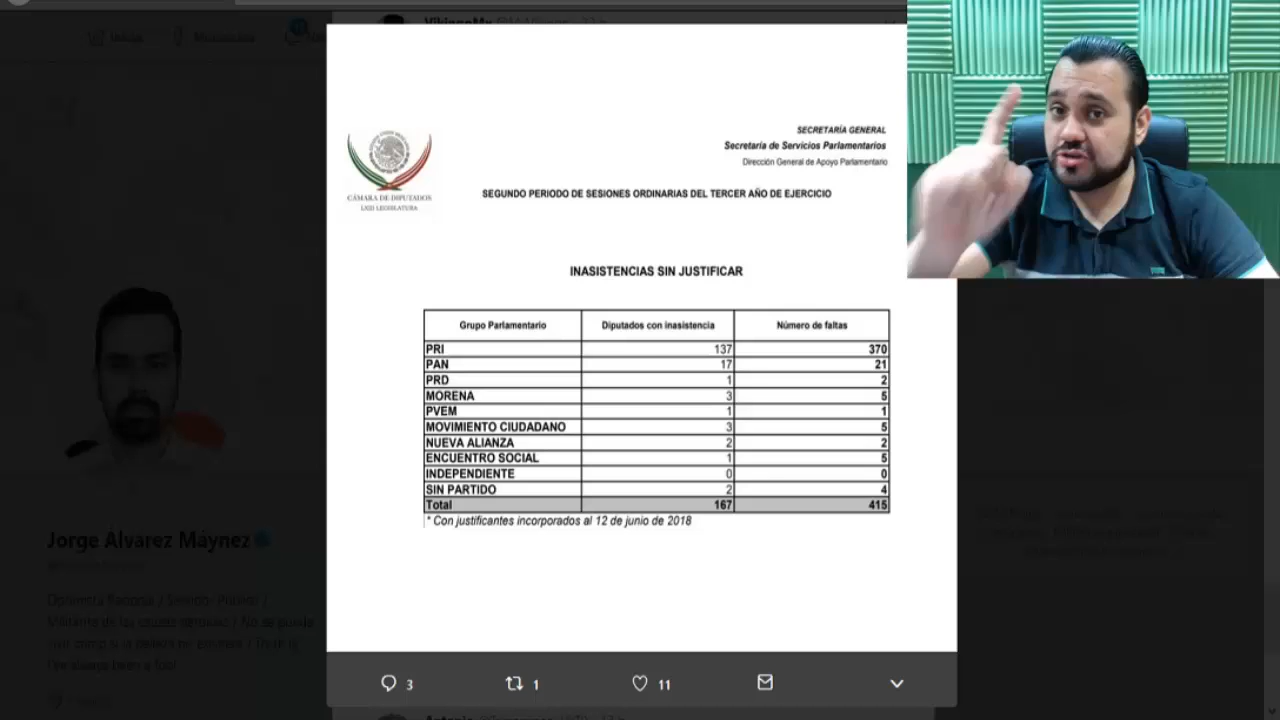 SECRETARÍA GENERAL
Secretaría de Servicios Parlamentarios
Dirección General de Apoyo Parlamentario
CÁMARA DE DIPUTADOS
LXIII LEGISLATURA
SEGUNDO PERIODO DE SESIONES ORDINARIAS DEL TERCER AÑO DE EJERCICIO
INASISTENCIAS SIN JUSTIFICAR
Grupo Parlamentario Diputados con inasistencia Número de faltas
PRI 137 370
PAN 17 21
PRD 1 2
MORENA 3 5
PVEM 1 1
MOVIMIENTO CIUDADANO 3 5
NUEVA ALIANZA 2 2
ENCUENTRO SOCIAL 1 5
INDEPENDIENTE 0 0
SIN PARTIDO 2 4
Total 167 415
* Con justificantes incorporados al 12 de junio de 2018
Jorge Álvarez Máynez
3 1 11